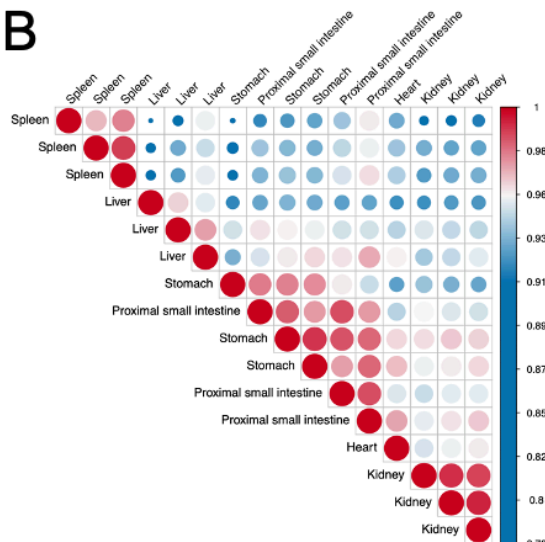 B
Spleen
Spleen
Spleen
Liver
Liver
Liver
Stomach
Proximal small intestine
Stomach
Stomach
Proximal small intestine
Proximal small intestine
Heart
Kidney
Kidney
Kidney
Spleen
Spleen
Spleen
Liver
Liver
Liver
Stomach
Proximal small intestine
Stomach
Stomach
Proximal small intestine
Proximal small intestine
Heart
Kidney
Kidney
Kidney
1
0.98
0.96
0.93
0.91
0.89
0.87
0.85
0.82
0.8